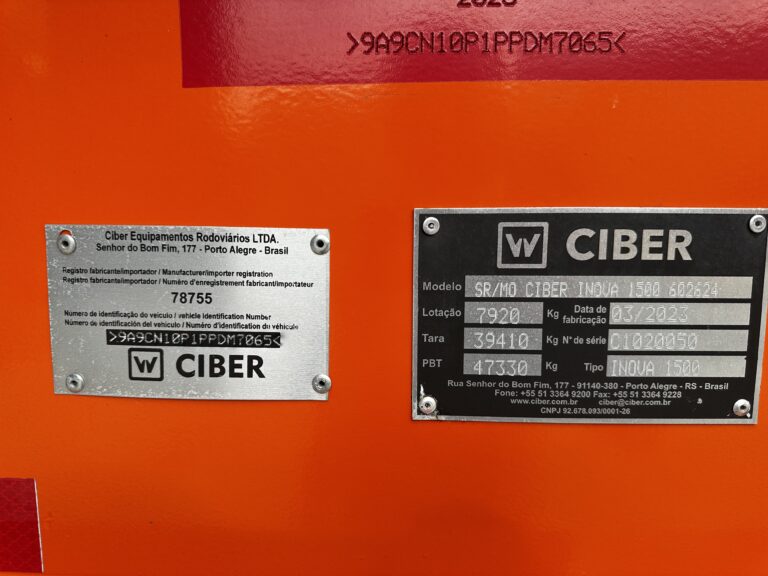 2023
>9A9CN10P1PPDM7065<
Ciber Equipamentos Rodoviários LTDA.
Senhor do Bom Fim, 177 - Porto Alegre - Brasil
Registro fabricante/importador / Manufacturer/importer registration
Registro fabricante/importador / Numéro d'enregistrement fabricant/importateur
78755
Número de identificação do veículo / vehicle Identification Number
Número de identificación del vehículo / Numéro d'identification du véhicule
>9A9CN10P1PPDM7065<
W CIBER
W CIBER
Modelo SR/MO CIBER INOVA 1500 602624
Lotação 7920 Kg Data de fabricação 03/2023
Tara 39410 Kg N° de série C1020050
PBT 47330 Kg Tipo INOVA 1500
Rua Senhor do Bom Fim, 177 - 91140-380 - Porto Alegre - RS - Brasil
Fone: +55 51 3364 9200 Fax: +55 51 3364 9228
www.ciber.com.br ciber@ciber.com.br
CNPJ 92.678.093/0001-26